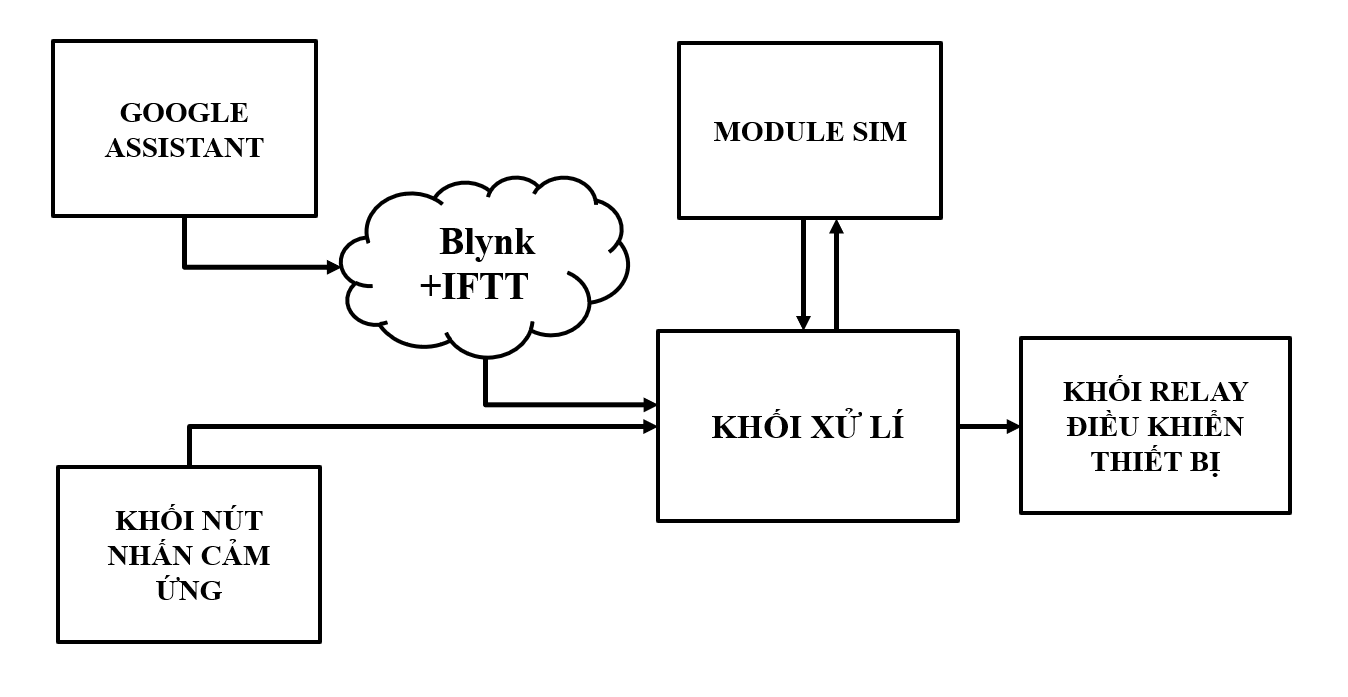 GOOGLE
ASSISTANT
MODULE SIM
Blynk
+IFTT
KHỐI XỬ LÍ
KHỐI RELAY
ĐIỀU KHIỂN
THIẾT BỊ
KHỐI NÚT
NHẤN CẢM
ỨNG